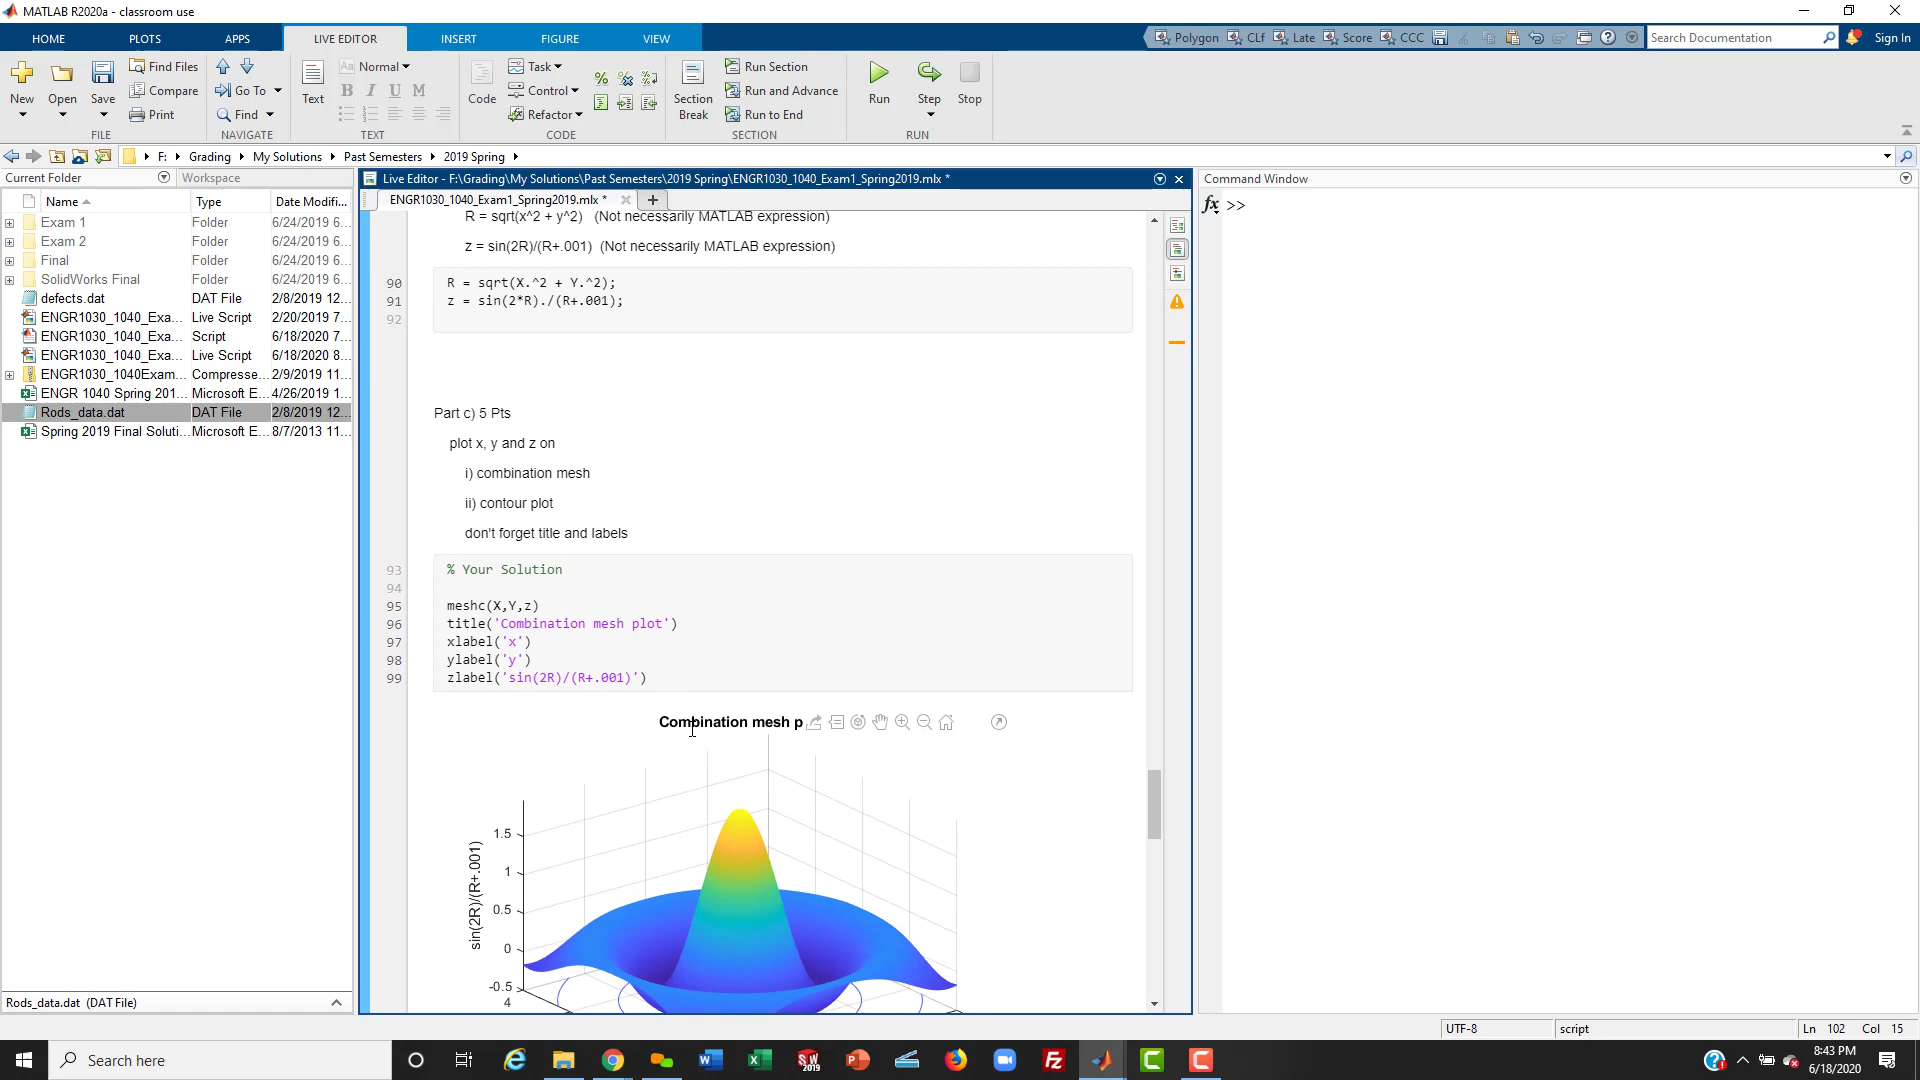 MATLAB R2020a - classroom use
HOME PLOTS APPS LIVE EDITOR INSERT FIGURE VIEW
Polygon CLf Late Score CCC Search Documentation Sign In
New Open Save Find Files Compare Print
FILE
Go To Find
NAVIGATE
Text Aa Normal B I U M
TEXT
Code Task Control Refactor
CODE
Section Break Run Section Run and Advance Run to End
SECTION
Run Step Stop
RUN
F: Grading My Solutions Past Semesters 2019 Spring
Current Folder Workspace
Live Editor - F:\Grading\My Solutions\Past Semesters\2019 Spring\ENGR1030_1040_Exam1_Spring2019.mlx *
Command Window
ENGR1030_1040_Exam1_Spring2019.mlx *
fx >>
Name Type Date Modifi...
Exam 1 Folder 6/24/2019 6...
Exam 2 Folder 6/24/2019 6...
Final Folder 6/24/2019 6...
SolidWorks Final Folder 6/24/2019 6...
defects.dat DAT File 2/8/2019 12...
ENGR1030_1040_Exa... Live Script 2/20/2019 7...
ENGR1030_1040_Exa... Script 6/18/2020 7...
ENGR1030_1040_Exa... Live Script 6/18/2020 8...
ENGR1030_1040Exam... Compresse... 2/9/2019 11...
ENGR 1040 Spring 201... Microsoft E... 4/26/2019 1...
Rods_data.dat DAT File 2/8/2019 12...
Spring 2019 Final Soluti... Microsoft E... 8/7/2013 11...
R = sqrt(x^2 + y^2) (Not necessarily MATLAB expression)
z = sin(2R)/(R+.001) (Not necessarily MATLAB expression)
90 R = sqrt(X.^2 + Y.^2);
91 z = sin(2*R)./(R+.001);
92
Part c) 5 Pts
plot x, y and z on
i) combination mesh
ii) contour plot
don't forget title and labels
93 % Your Solution
94
95 meshc(X,Y,z)
96 title('Combination mesh plot')
97 xlabel('x')
98 ylabel('y')
99 zlabel('sin(2R)/(R+.001)')
Combination mesh p
sin(2R)/(R+.001)
1.5
1
0.5
0
-0.5
4
Rods_data.dat (DAT File)
UTF-8 script Ln 102 Col 15
Search here
SW 2019
8:43 PM
6/18/2020